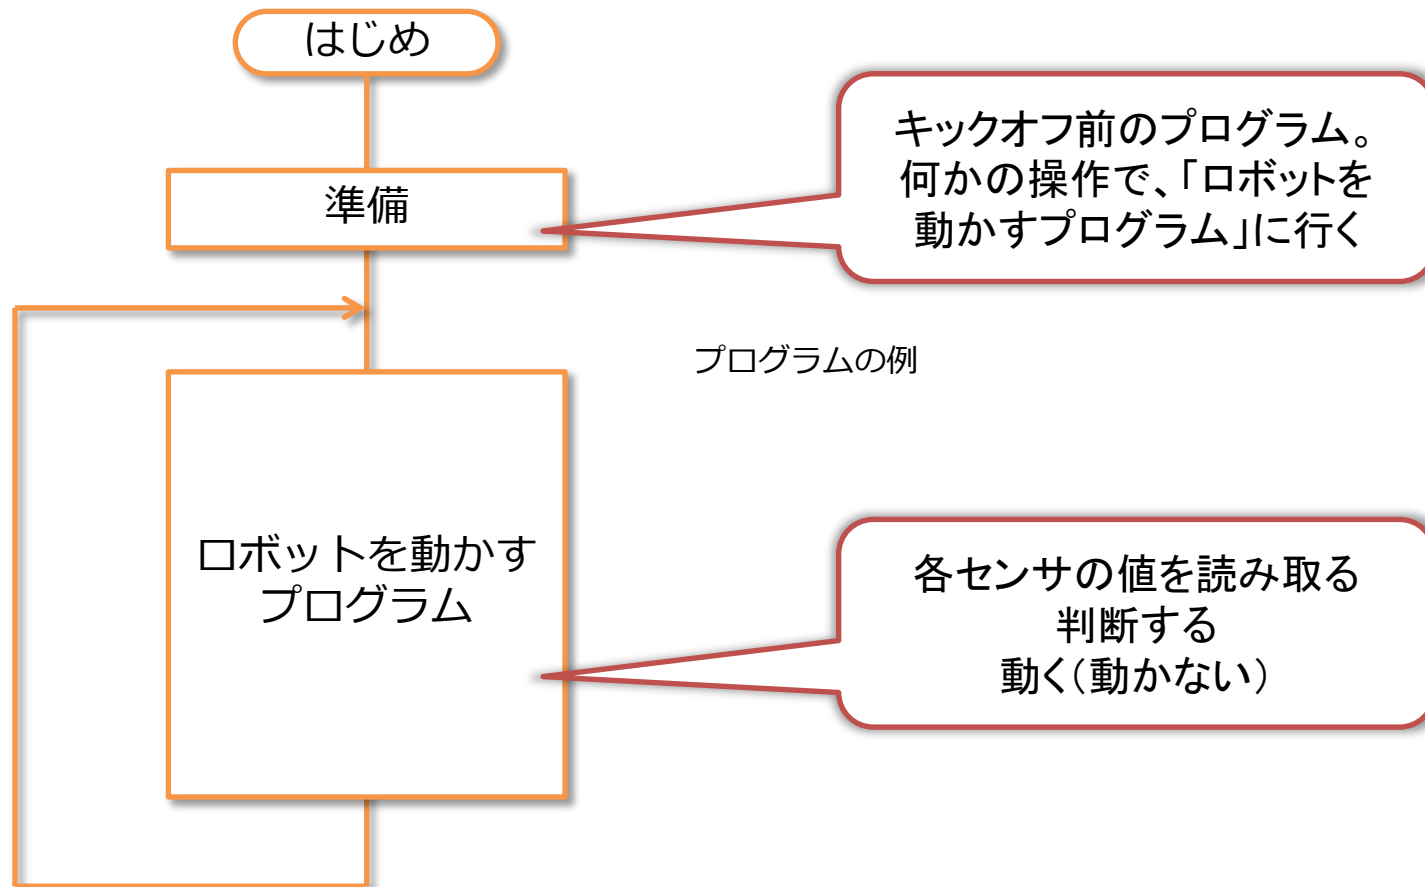 はじめ
準備
キックオフ前のプログラム。
何かの操作で、「ロボットを
動かすプログラム」に行く
プログラムの例
ロボットを動かす
プログラム
各センサの値を読み取る
判断する
動く（動かない）